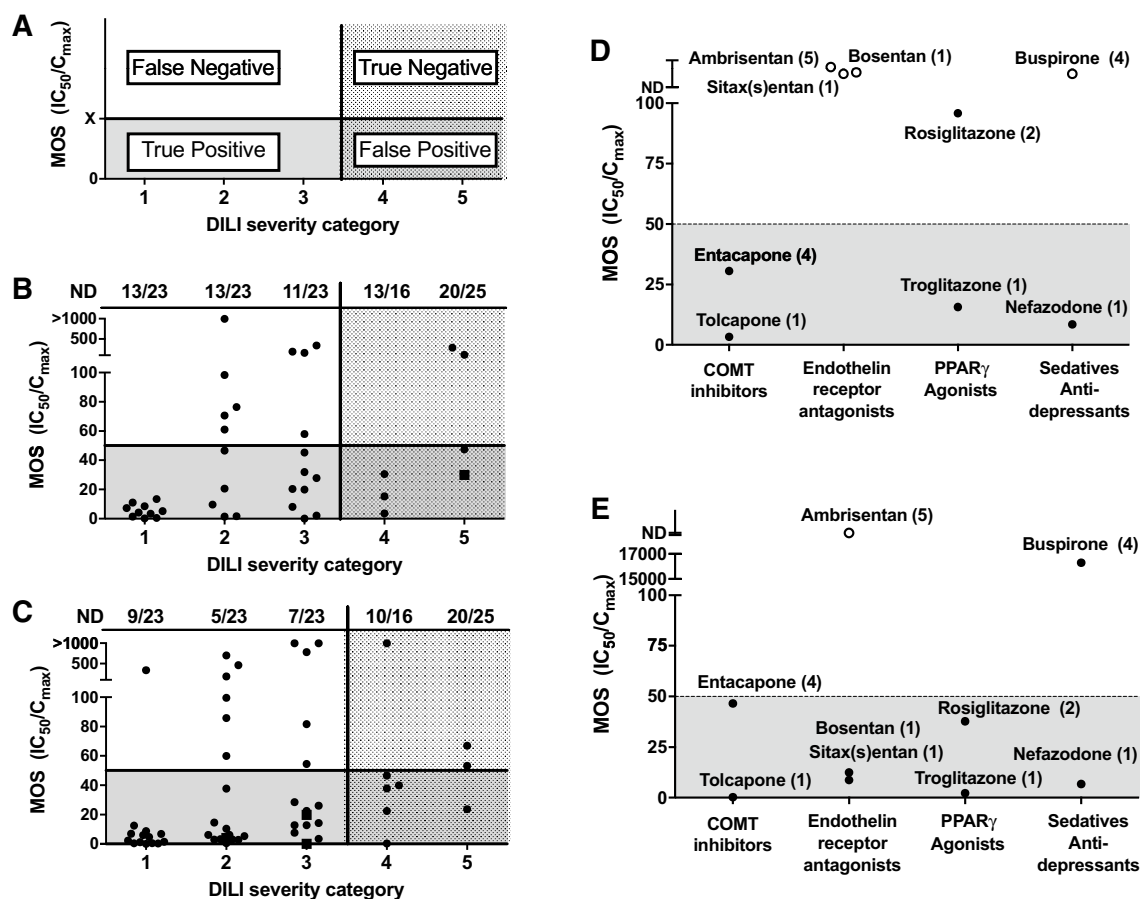 A
MOS (IC50/Cmax)
False Negative
True Negative
X
True Positive
False Positive
0
1 2 3 4 5
DILI severity category
B
ND 13/23 13/23 11/23 13/16 20/25
MOS (IC50/Cmax)
>1000
500
100
80
60
40
20
0
1 2 3 4 5
DILI severity category
C
ND 9/23 5/23 7/23 10/16 20/25
MOS (IC50/Cmax)
>1000
500
100
80
60
40
20
0
1 2 3 4 5
DILI severity category
D
MOS (IC50/Cmax)
ND
100
75
50
25
0
Ambrisentan (5)
Bosentan (1)
Sitax(s)entan (1)
Buspirone (4)
Rosiglitazone (2)
Entacapone (4)
Troglitazone (1)
Tolcapone (1)
Nefazodone (1)
COMT
inhibitors
Endothelin
receptor
antagonists
PPARγ
Agonists
Sedatives
Anti-
depressants
E
MOS (IC50/Cmax)
ND
17000
15000
100
75
50
25
0
Ambrisentan (5)
Buspirone (4)
Entacapone (4)
Rosiglitazone (2)
Bosentan (1)
Sitax(s)entan (1)
Nefazodone (1)
Tolcapone (1)
Troglitazone (1)
COMT
inhibitors
Endothelin
receptor
antagonists
PPARγ
Agonists
Sedatives
Anti-
depressants